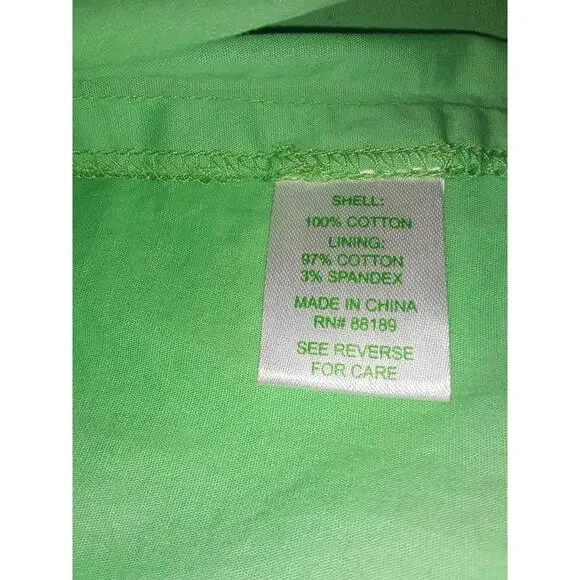 SHELL:
100% COTTON
LINING:
97% COTTON
3% SPANDEX
MADE IN CHINA
RN# 88189
SEE REVERSE
FOR CARE